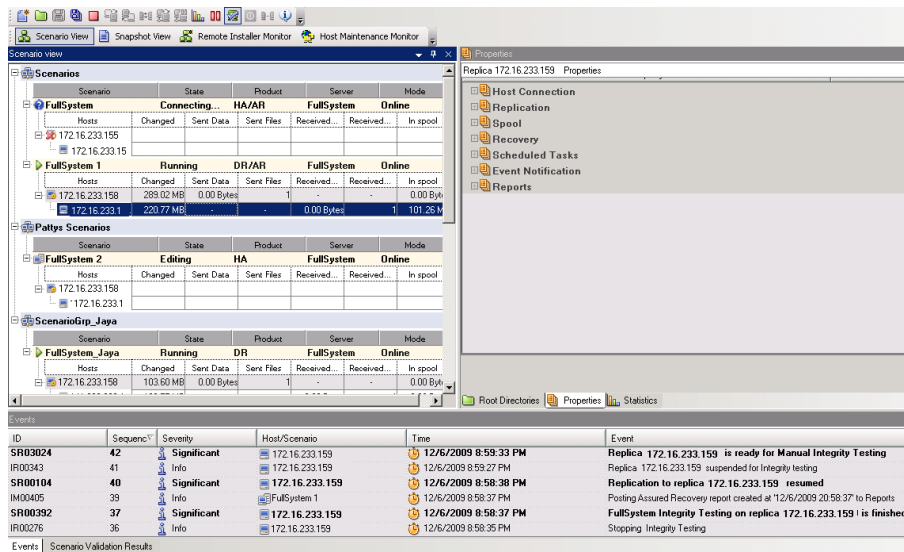 Scenario View Snapshot View Remote Installer Monitor Host Maintenance Monitor
Scenario view
Scenarios
Scenario State Product Server Mode
FullSystem Connecting... HA/AR FullSystem Online
Hosts Changed Sent Data Sent Files Received... Received... In spool
172.16.233.155
172.16.233.15
FullSystem 1 Running DR/AR FullSystem Online
Hosts Changed Sent Data Sent Files Received... Received... In spool
172.16.233.158 289.02 MB 0.00 Bytes 1 - - 0.00 Byt
172.16.233.1 220.77 MB - - 0.00 Bytes 1 101.26 M
Pattys Scenarios
Scenario State Product Server Mode
FullSystem 2 Editing HA FullSystem Online
Hosts Changed Sent Data Sent Files Received... Received... In spool
172.16.233.158
172.16.233.1
ScenarioGrp_Jaya
Scenario State Product Server Mode
FullSystem_Jaya Running DR FullSystem Online
Hosts Changed Sent Data Sent Files Received... Received... In spool
172.16.233.158 103.60 MB 0.00 Bytes 1 - - 0.00 Byt
Properties
Replica 172.16.233.159 Properties
Host Connection
Replication
Spool
Recovery
Scheduled Tasks
Event Notification
Reports
Root Directories Properties Statistics
Events
ID Sequenc Severity Host/Scenario Time Event
SR03024 42 Significant 172.16.233.159 12/6/2009 8:59:33 PM Replica 172.16.233.159 is ready for Manual Integrity Testing
IR00343 41 Info 172.16.233.159 12/6/2009 8:59:27 PM Replica 172.16.233.159 suspended for Integrity testing
SR00104 40 Significant 172.16.233.159 12/6/2009 8:58:38 PM Replication to replica 172.16.233.159 resumed
IM00405 39 Info FullSystem 1 12/6/2009 8:58:37 PM Posting Assured Recovery report created at '12/6/2009 20:58:37' to Reports
SR00392 37 Significant 172.16.233.159 12/6/2009 8:58:37 PM FullSystem Integrity Testing on replica 172.16.233.159 is finished
IR00276 36 Info 172.16.233.159 12/6/2009 8:58:35 PM Stopping Integrity Testing
Events Scenario Validation Results